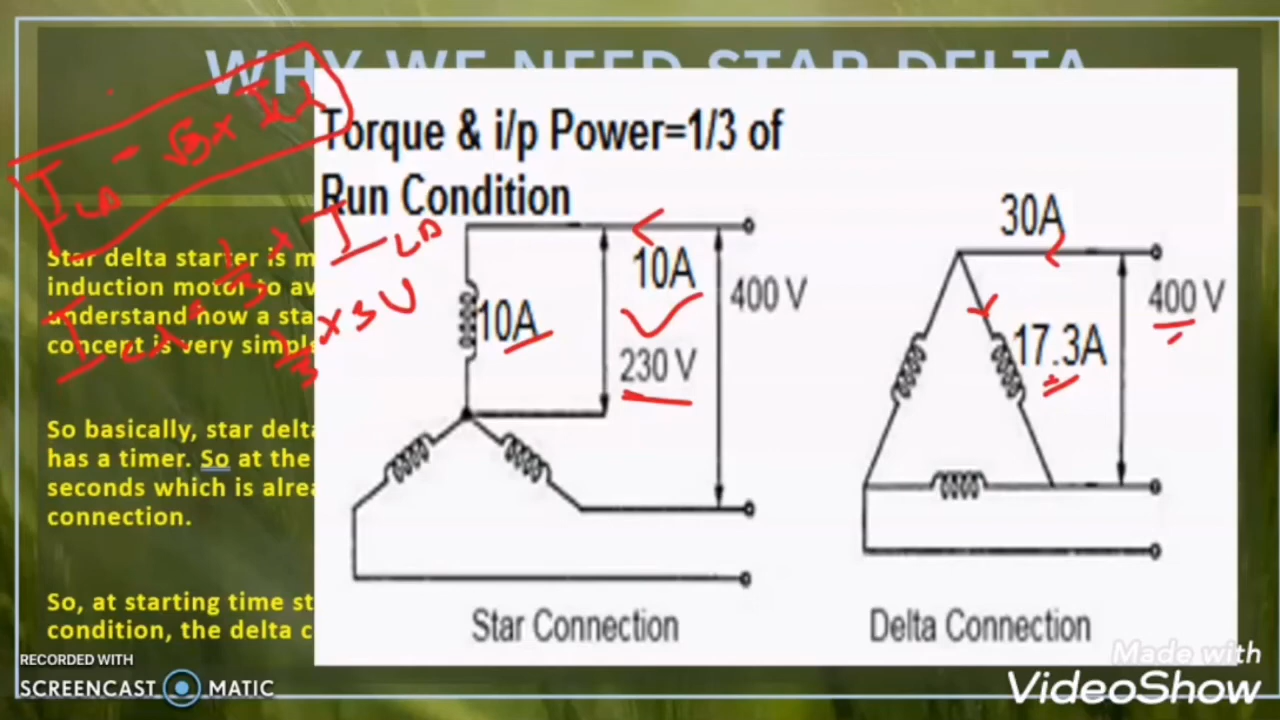 WHY WE NEED STAR DELTA
Torque & i/p Power=1/3 of
Run Condition
10A
10A
230 V
400 V
Star Connection
30A
17.3A
400 V
Delta Connection
Star delta starter is m
induction motor to av
understand how a sta
concept is very simple
So basically, star delta
has a timer. So at the
seconds which is alrea
connection.
So, at starting time st
condition, the delta c
RECORDED WITH
SCREENCAST MATIC
Made with
VideoShow